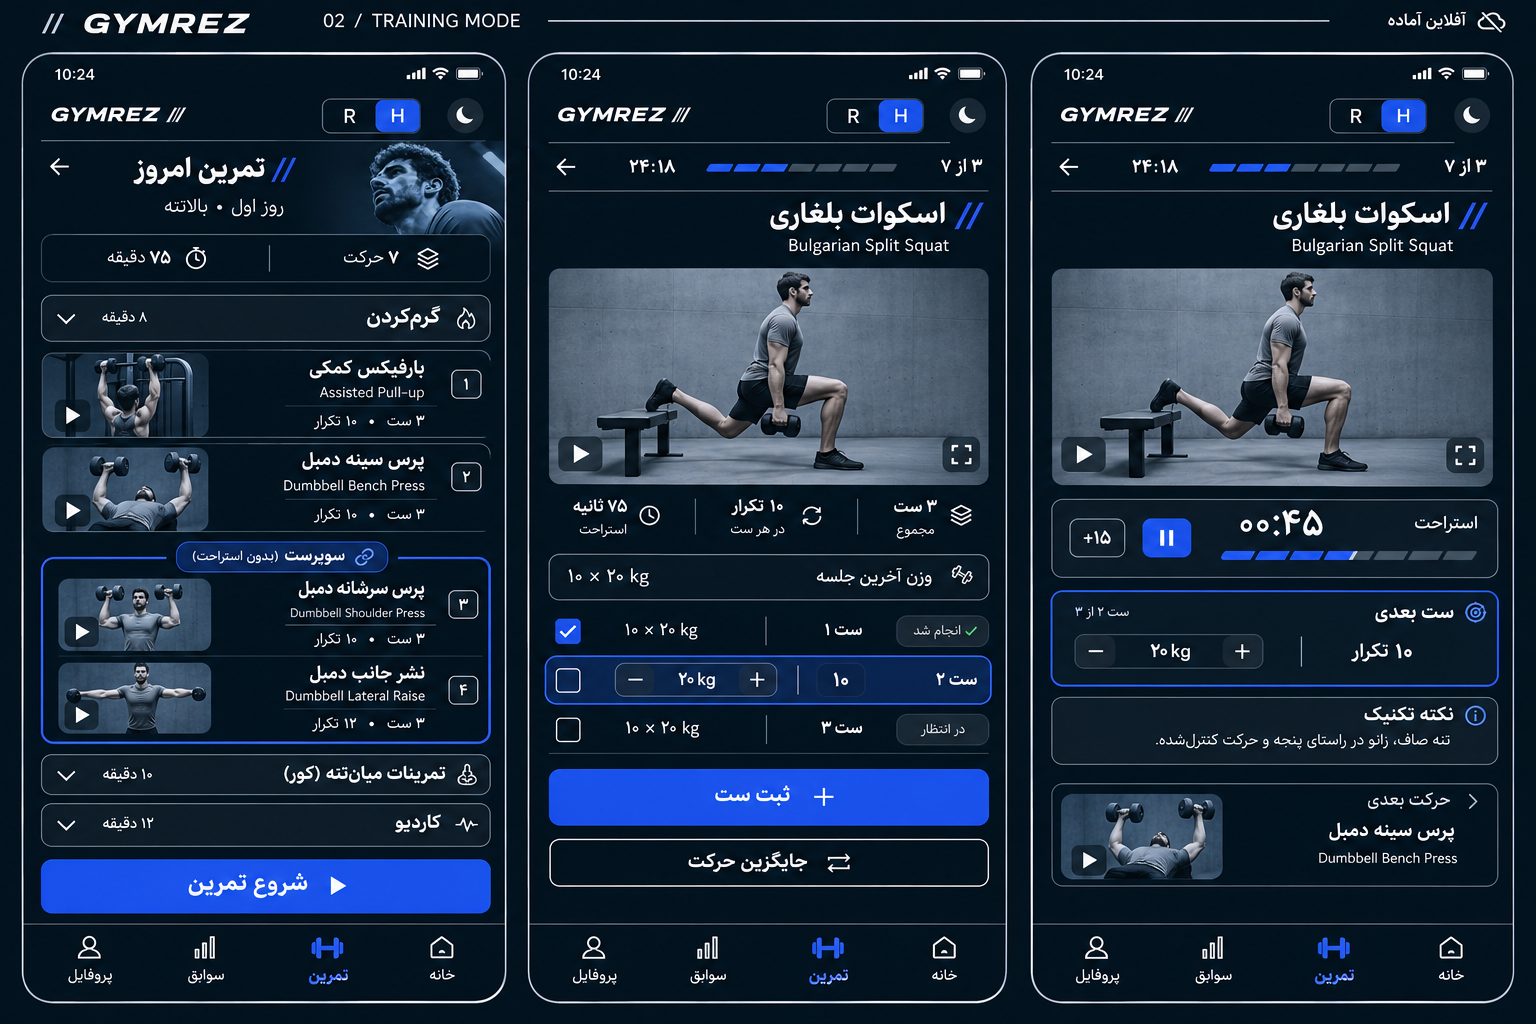 // GYMREZ
02 / TRAINING MODE
آفلاین آماده
10:24
GYMREZ ///
R H
// تمرین امروز
روز اول • بالاتنه
۷ حرکت
۷۵ دقیقه
گرم‌کردن
۸ دقیقه
۱
بارفیکس کمکی
Assisted Pull-up
۳ ست • ۱۰ تکرار
۲
پرس سینه دمبل
Dumbbell Bench Press
۳ ست • ۱۰ تکرار
سوپرست (بدون استراحت)
۳
پرس سرشانه دمبل
Dumbbell Shoulder Press
۳ ست • ۱۰ تکرار
۴
نشر جانب دمبل
Dumbbell Lateral Raise
۳ ست • ۱۲ تکرار
تمرینات میان‌تنه (کور)
۱۰ دقیقه
کاردیو
۱۲ دقیقه
شروع تمرین
خانه
تمرین
سوابق
پروفایل
10:24
GYMREZ ///
R H
۳ از ۷
۲۴:۱۸
// اسکوات بلغاری
Bulgarian Split Squat
۳ ست
مجموع
۱۰ تکرار
در هر ست
۷۵ ثانیه
استراحت
وزن آخرین جلسه
۱۰ × ۲۰ kg
انجام شد
ست ۱
۱۰ × ۲۰ kg
ست ۲
۱۰
− ۲۰ kg +
در انتظار
ست ۳
۱۰ × ۲۰ kg
+ ثبت ست
جایگزین حرکت
خانه
تمرین
سوابق
پروفایل
10:24
GYMREZ ///
R H
۳ از ۷
۲۴:۱۸
// اسکوات بلغاری
Bulgarian Split Squat
استراحت
۰۰:۴۵
+۱۵
ست بعدی
ست ۲ از ۳
۱۰ تکرار
− ۲۰ kg +
نکته تکنیک
تنه صاف، زانو در راستای پنجه و حرکت کنترل‌شده.
حرکت بعدی
پرس سینه دمبل
Dumbbell Bench Press
خانه
تمرین
سوابق
پروفایل